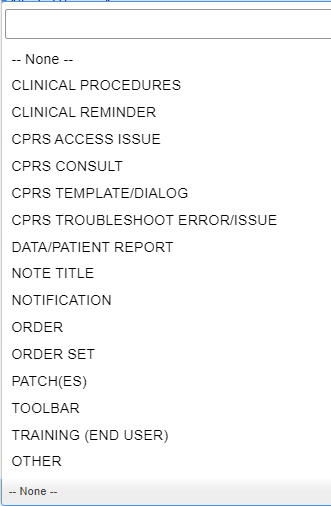 -- None --
CLINICAL PROCEDURES
CLINICAL REMINDER
CPRS ACCESS ISSUE
CPRS CONSULT
CPRS TEMPLATE/DIALOG
CPRS TROUBLESHOOT ERROR/ISSUE
DATA/PATIENT REPORT
NOTE TITLE
NOTIFICATION
ORDER
ORDER SET
PATCH(ES)
TOOLBAR
TRAINING (END USER)
OTHER
-- None --